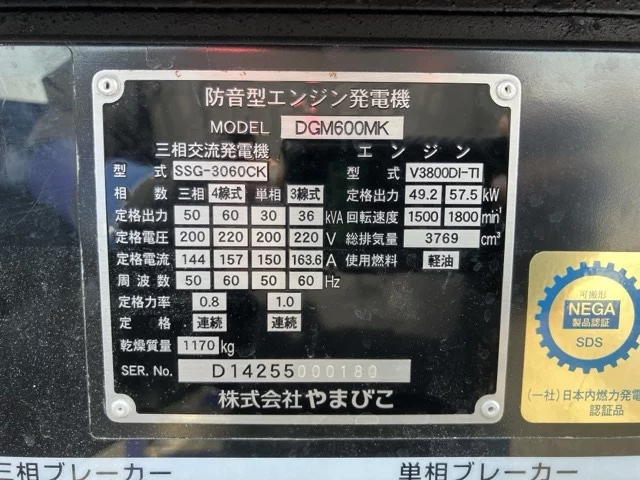 防音型エンジン発電機
MODEL DGM600MK
三相交流発電機
型式 SSG-3060CK
相数 三相 4線式 単相 3線式
定格出力 50 60 30 36 kVA
定格電圧 200 220 200 220 V
定格電流 144 157 150 163.6 A
周波数 50 60 50 60 Hz
定格力率 0.8 1.0
定格 連続 連続
乾燥質量 1170 kg
エンジン
型式 V3800DI-TI
定格出力 49.2 57.5 kW
回転速度 1500 1800 min⁻¹
総排気量 3769 cm³
使用燃料 軽油
SER. No. D14255000180
株式会社やまびこ
可搬形
NEGA
製品認証
SDS
(一社)日本内燃力発電
認証品
三相ブレーカー
単相ブレーカー